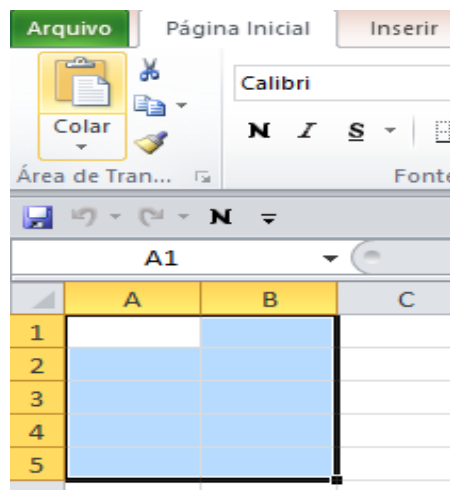 Arquivo Página Inicial Inserir
Calibri
Colar N I S
Área de Tran... Fonte
N
A1
A B C
1
2
3
4
5